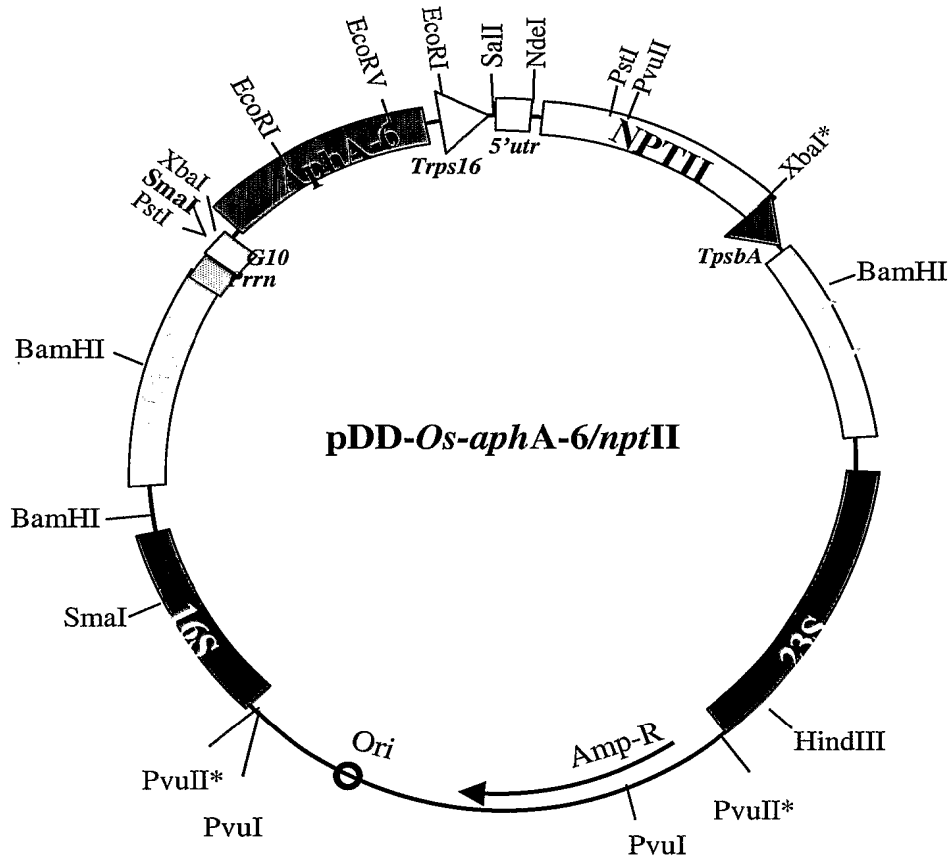 EcoRI
EcoRV
EcoRI
SalI
NdeI
PstI
PvuII
XbaI*
BamHI
XbaI
SmaI
PstI
AphA-6
Trps16
5'utr
NPTII
TpsbA
G10
Prrn
BamHI
pDD-Os-aphA-6/nptII
BamHI
SmaI
16S
23S
HindIII
PvuII*
PvuI
Ori
Amp-R
PvuI
PvuII*